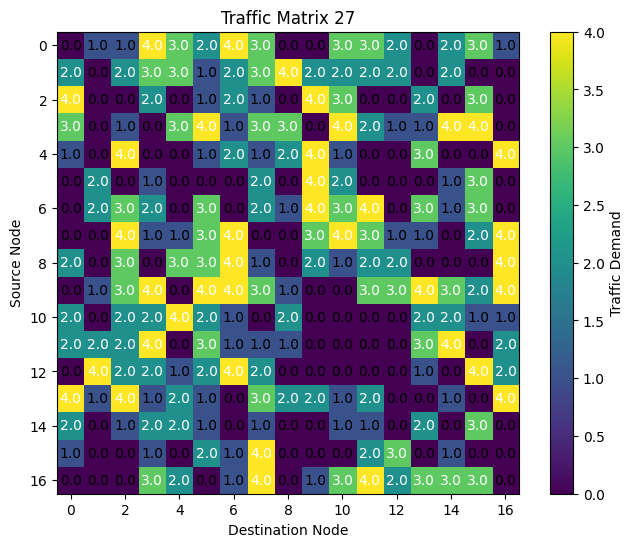 Traffic Matrix 27
0 0.0 1.0 1.0 4.0 3.0 2.0 4.0 3.0 0.0 0.0 3.0 3.0 2.0 0.0 2.0 3.0 1.0
2.0 0.0 2.0 3.0 3.0 1.0 2.0 3.0 4.0 2.0 2.0 2.0 2.0 0.0 2.0 0.0 0.0
2 4.0 0.0 0.0 2.0 0.0 1.0 2.0 1.0 0.0 4.0 3.0 0.0 0.0 2.0 0.0 3.0 0.0
3.0 0.0 1.0 0.0 3.0 4.0 1.0 3.0 3.0 0.0 4.0 2.0 1.0 1.0 4.0 4.0 0.0
4 1.0 0.0 4.0 0.0 0.0 1.0 2.0 1.0 2.0 4.0 1.0 0.0 0.0 3.0 0.0 0.0 4.0
0.0 2.0 0.0 1.0 0.0 0.0 0.0 2.0 0.0 4.0 2.0 0.0 0.0 0.0 1.0 3.0 0.0
6 0.0 2.0 3.0 2.0 0.0 3.0 0.0 2.0 1.0 4.0 3.0 4.0 0.0 3.0 1.0 3.0 0.0
0.0 0.0 4.0 1.0 1.0 3.0 4.0 0.0 0.0 3.0 4.0 3.0 1.0 1.0 0.0 2.0 4.0
8 2.0 0.0 3.0 0.0 3.0 3.0 4.0 1.0 0.0 2.0 1.0 2.0 2.0 0.0 0.0 0.0 4.0
0.0 1.0 3.0 4.0 0.0 4.0 4.0 3.0 1.0 0.0 0.0 3.0 3.0 4.0 3.0 2.0 4.0
10 2.0 0.0 2.0 2.0 4.0 2.0 1.0 0.0 2.0 0.0 0.0 0.0 0.0 2.0 2.0 1.0 1.0
2.0 2.0 2.0 4.0 0.0 3.0 1.0 1.0 1.0 0.0 0.0 0.0 0.0 3.0 4.0 0.0 2.0
12 0.0 4.0 2.0 2.0 1.0 2.0 4.0 2.0 0.0 0.0 0.0 0.0 0.0 1.0 0.0 4.0 2.0
4.0 1.0 4.0 1.0 2.0 1.0 0.0 3.0 2.0 2.0 1.0 2.0 0.0 0.0 1.0 0.0 4.0
14 2.0 0.0 1.0 2.0 2.0 1.0 0.0 1.0 0.0 0.0 1.0 1.0 0.0 2.0 0.0 3.0 0.0
1.0 0.0 0.0 1.0 0.0 2.0 1.0 4.0 0.0 0.0 0.0 2.0 3.0 0.0 1.0 0.0 0.0
16 0.0 0.0 0.0 3.0 2.0 0.0 1.0 4.0 0.0 1.0 3.0 4.0 2.0 3.0 3.0 3.0 0.0
0 2 4 6 8 10 12 14 16
Destination Node
Source Node
4.0
3.5
3.0
2.5
2.0
1.5
1.0
0.5
0.0
Traffic Demand